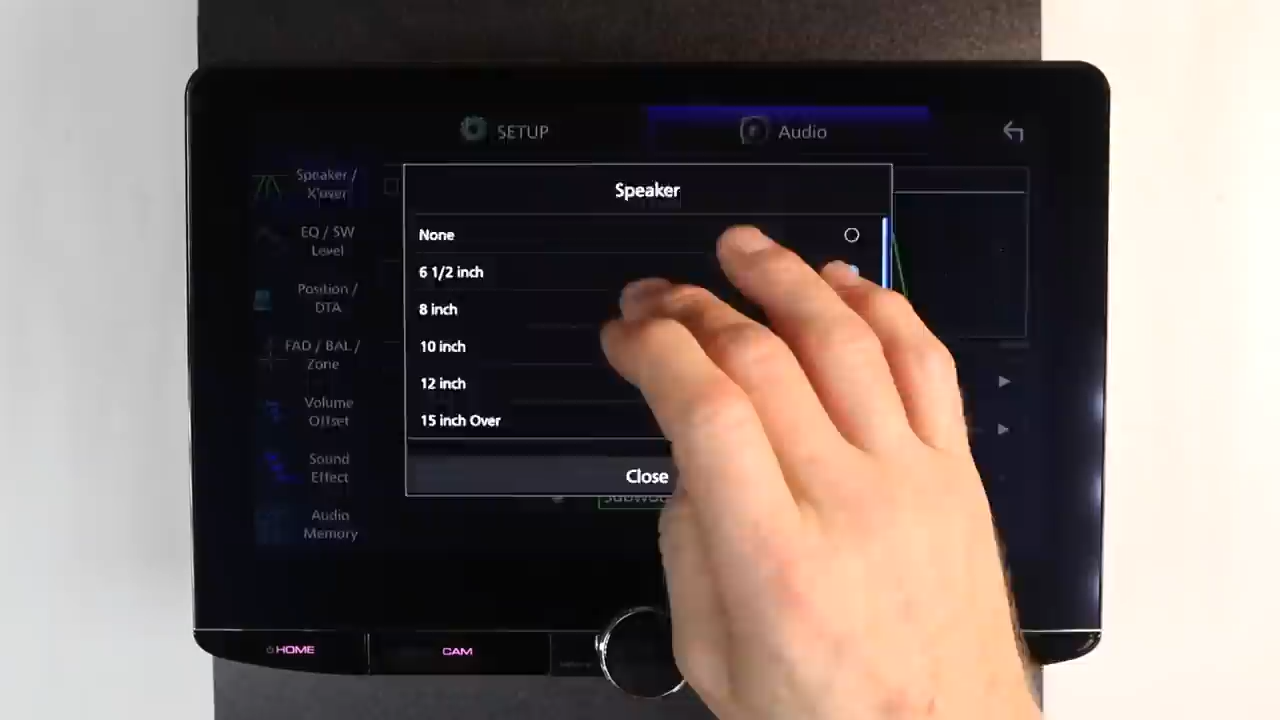 SETUP
Audio
Speaker /
X'over
EQ / SW
Level
Position /
DTA
FAD / BAL /
Zone
Volume
Offset
Sound
Effect
Audio
Memory
Speaker
None
6 1/2 inch
8 inch
10 inch
12 inch
15 inch Over
Close
HOME
CAM